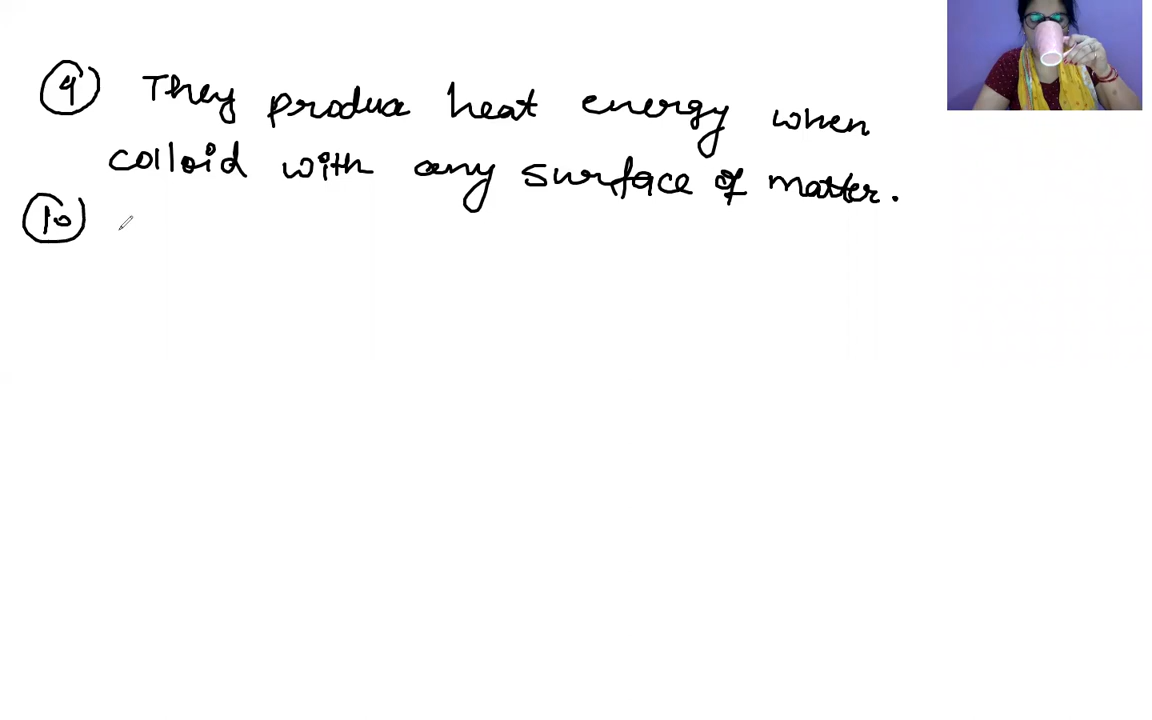 9 They produce heat energy when
colloid with any surface of matter.
10